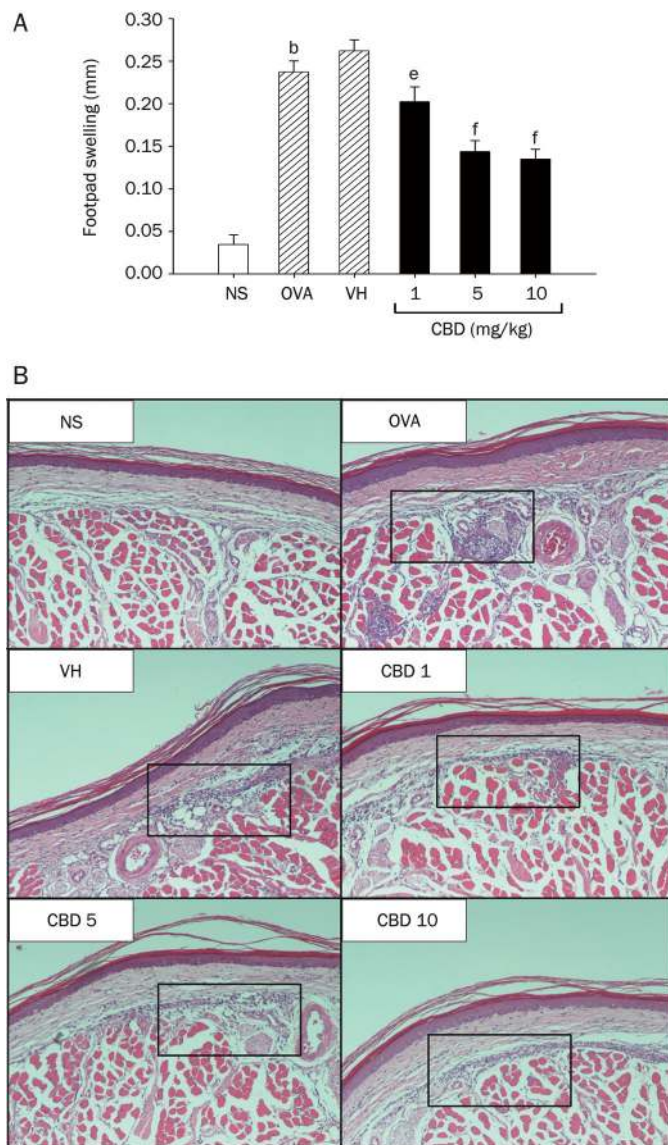 A
Footpad swelling (mm)
0.30
0.25
0.20
0.15
0.10
0.05
0.00
b
e
f
f
NS
OVA
VH
1
5
10
CBD (mg/kg)
B
NS
OVA
VH
CBD 1
CBD 5
CBD 10